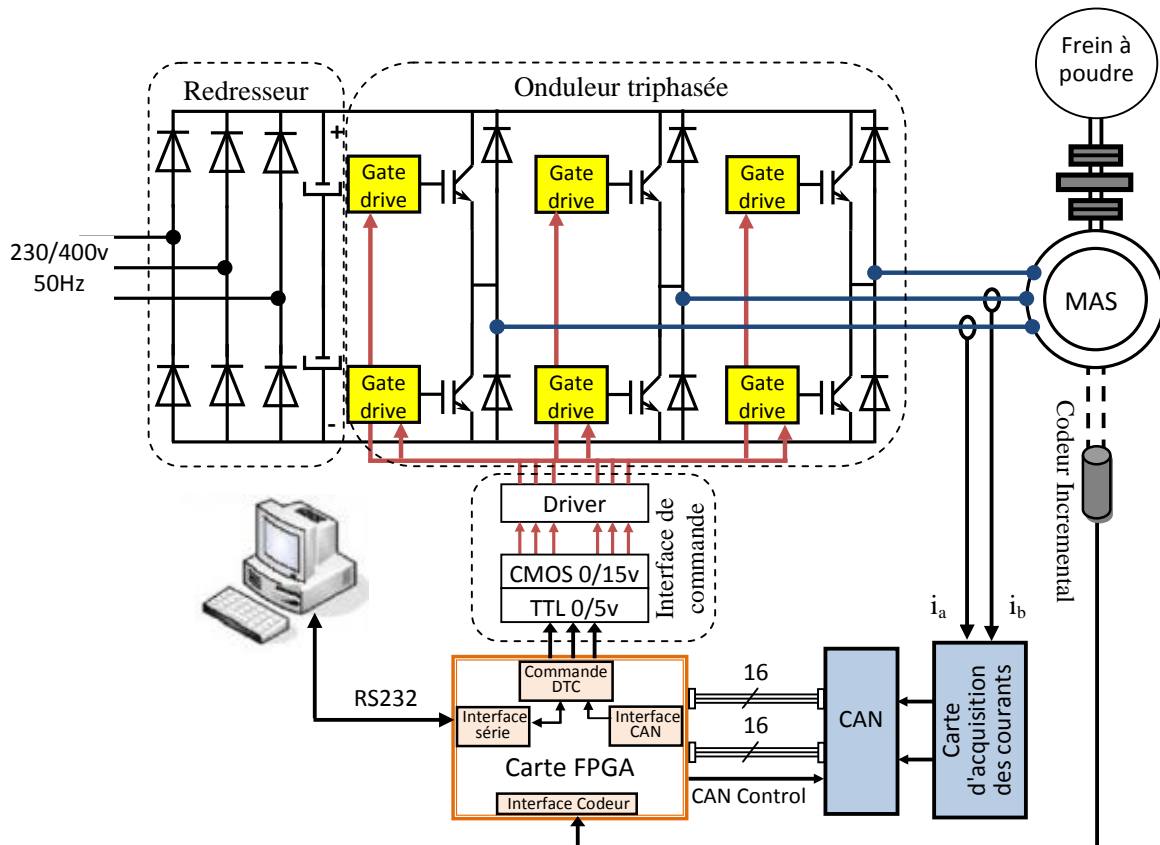 Frein à
poudre
Redresseur
Onduleur triphasée
+
Gate
drive
Gate
drive
Gate
drive
230/400v
50Hz
MAS
Gate
drive
Gate
drive
Gate
drive
-
Codeur Incremental
Driver
CMOS 0/15v
TTL 0/5v
Interface de
commande
i_a
i_b
RS232
Commande
DTC
Interface
série
Interface
CAN
Carte FPGA
Interface Codeur
16
16
CAN Control
CAN
Carte
d'acquisition
des courants